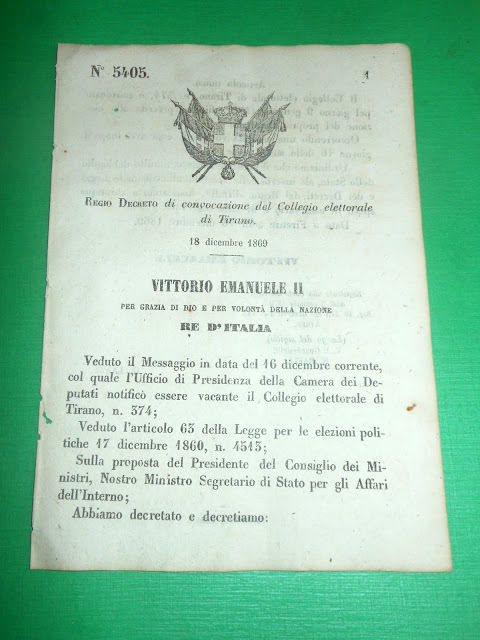 N° 5405.
1
REGIO DECRETO di convocazione del Collegio elettorale
di Tirano.
18 dicembre 1869
VITTORIO EMANUELE II
PER GRAZIA DI DIO E PER VOLONTÀ DELLA NAZIONE
RE D'ITALIA
Veduto il Messaggio in data del 16 dicembre corrente,
col quale l'Ufficio di Presidenza della Camera dei De-
putati notificò essere vacante il Collegio elettorale di
Tirano, n. 374;
Veduto l'articolo 63 della Legge per le elezioni poli-
tiche 17 dicembre 1860, n. 4513;
Sulla proposta del Presidente del Consiglio dei Mi-
nistri, Nostro Ministro Segretario di Stato per gli Affari
dell'Interno;
Abbiamo decretato e decretiamo: